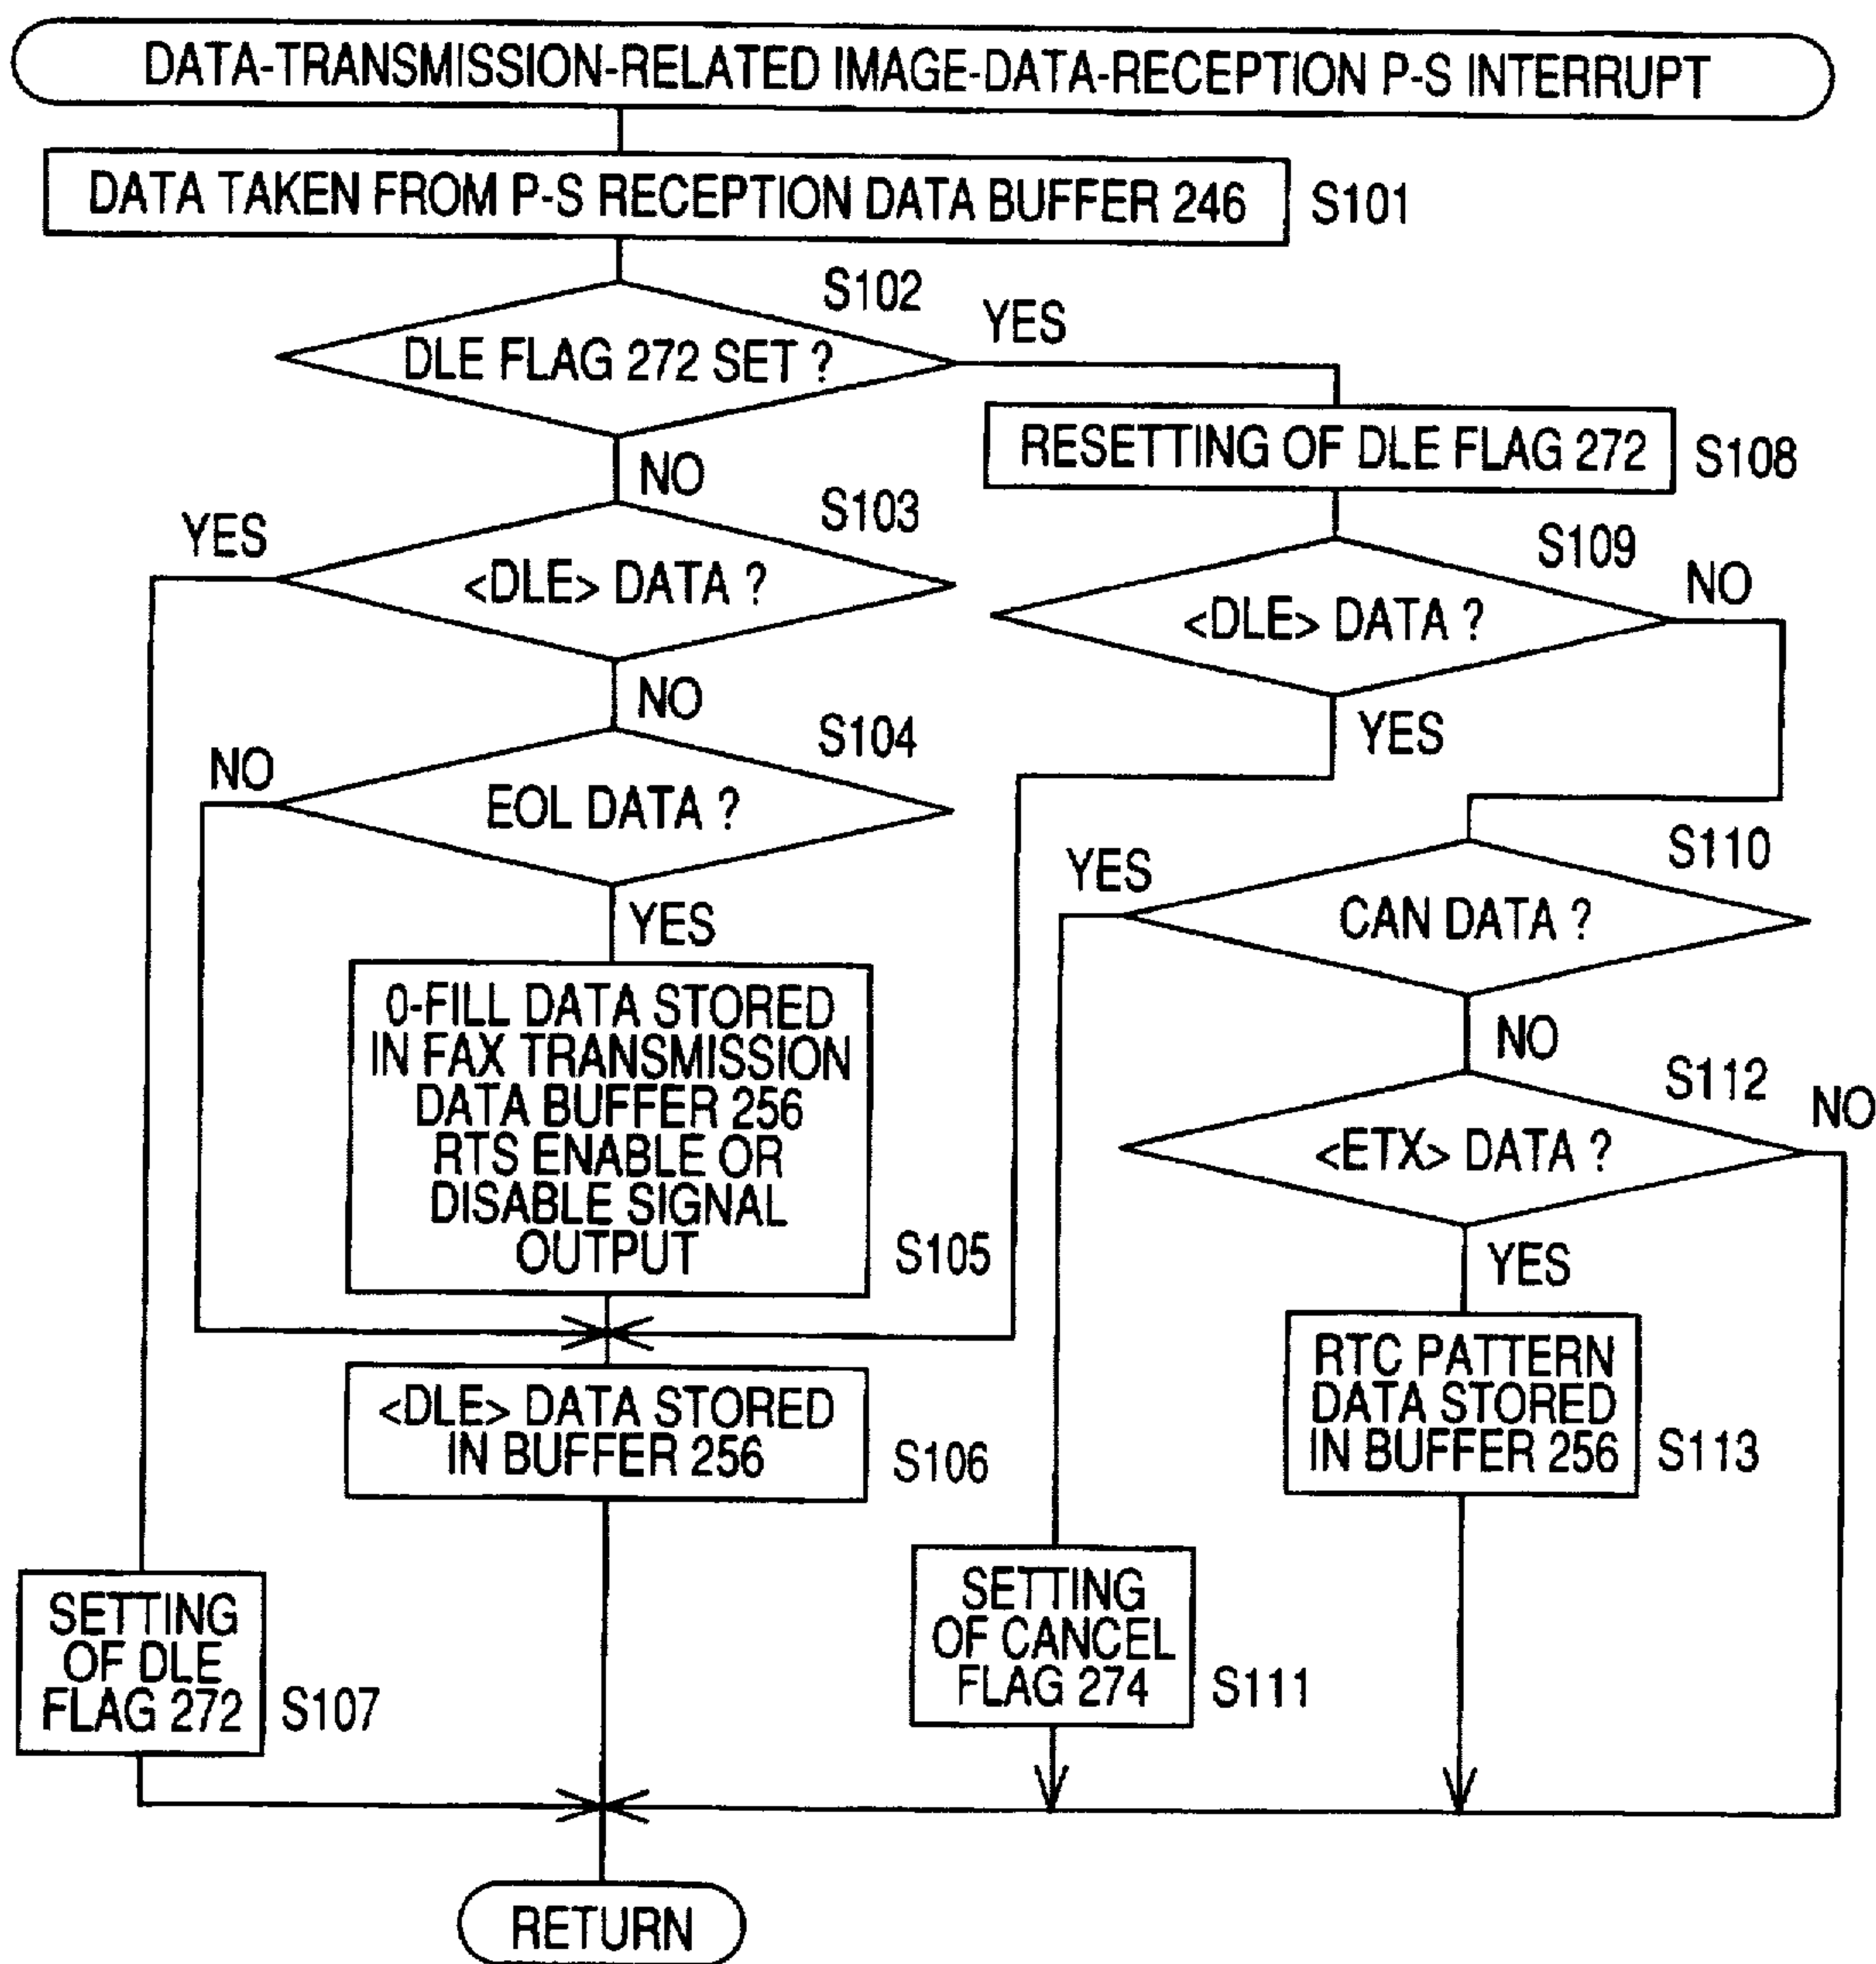 DATA-TRANSMISSION-RELATED IMAGE-DATA-RECEPTION P-S INTERRUPT
DATA TAKEN FROM P-S RECEPTION DATA BUFFER 246
S101
S102
DLE FLAG 272 SET ?
YES
NO
RESETTING OF DLE FLAG 272
S108
S103
YES
<DLE> DATA ?
NO
S109
<DLE> DATA ?
NO
YES
S104
NO
EOL DATA ?
YES
S110
YES
CAN DATA ?
NO
0-FILL DATA STORED
IN FAX TRANSMISSION
DATA BUFFER 256
RTS ENABLE OR
DISABLE SIGNAL
OUTPUT
S105
S112
<ETX> DATA ?
NO
YES
<DLE> DATA STORED
IN BUFFER 256
S106
RTC PATTERN
DATA STORED
IN BUFFER 256
S113
SETTING
OF DLE
FLAG 272
S107
SETTING
OF CANCEL
FLAG 274
S111
RETURN